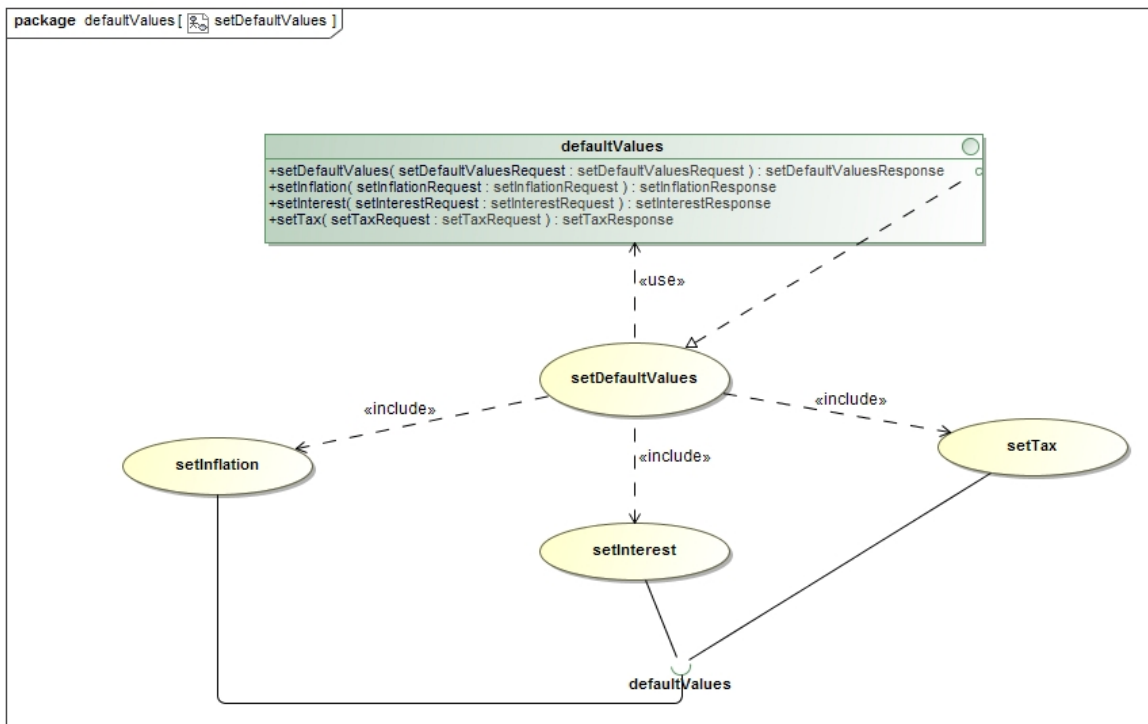 package defaultValues [ setDefaultValues ]
defaultValues
+setDefaultValues( setDefaultValuesRequest : setDefaultValuesRequest ) : setDefaultValuesResponse
+setInflation( setInflationRequest : setInflationRequest ) : setInflationResponse
+setInterest( setInterestRequest : setInterestRequest ) : setInterestResponse
+setTax( setTaxRequest : setTaxRequest ) : setTaxResponse
«use»
setDefaultValues
«include»
«include»
«include»
setInflation
setTax
setInterest
defaultValues